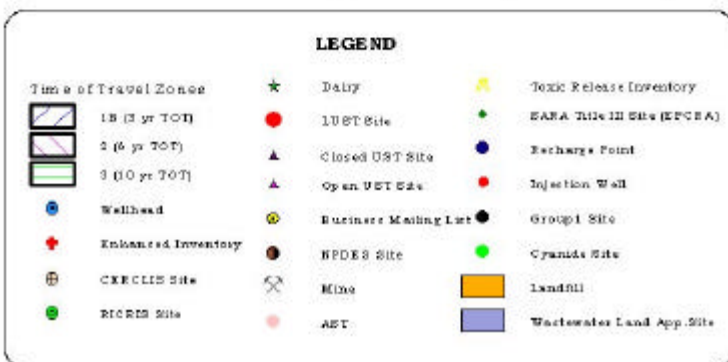 LEGEND
Time of Travel Zones
1B (3 yr TOT)
2 (6 yr TOT)
3 (10 yr TOT)
Wellhead
Enhanced Inventory
CERCLIS Site
RICRIS Site
Dairy
LUST Site
Closed UST Site
Open UST Site
Business Mailing List
NPDES Site
Mine
AST
Toxic Release Inventory
SARA Title III Site (EPCRA)
Recharge Point
Injection Well
Group1 Site
Cyanide Site
Landfill
Wastewater Land App.Site